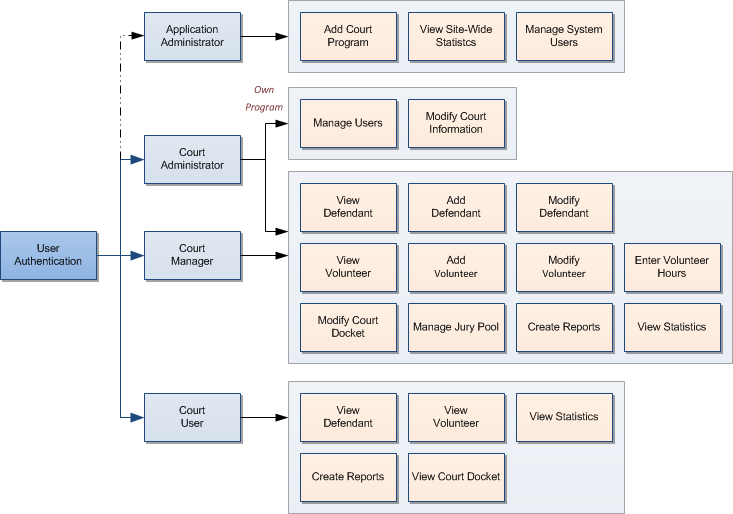 Application
Administrator
Add Court
Program
View Site-Wide
Statistcs
Manage System
Users
Own
Program
Manage Users
Modify Court
Information
Court
Administrator
View
Defendant
Add
Defendant
Modify
Defendant
User
Authentication
Court
Manager
View
Volunteer
Add
Volunteer
Modify
Volunteer
Enter Volunteer
Hours
Modify Court
Docket
Manage Jury Pool
Create Reports
View Statistics
Court
User
View
Defendant
View
Volunteer
View Statistics
Create Reports
View Court Docket